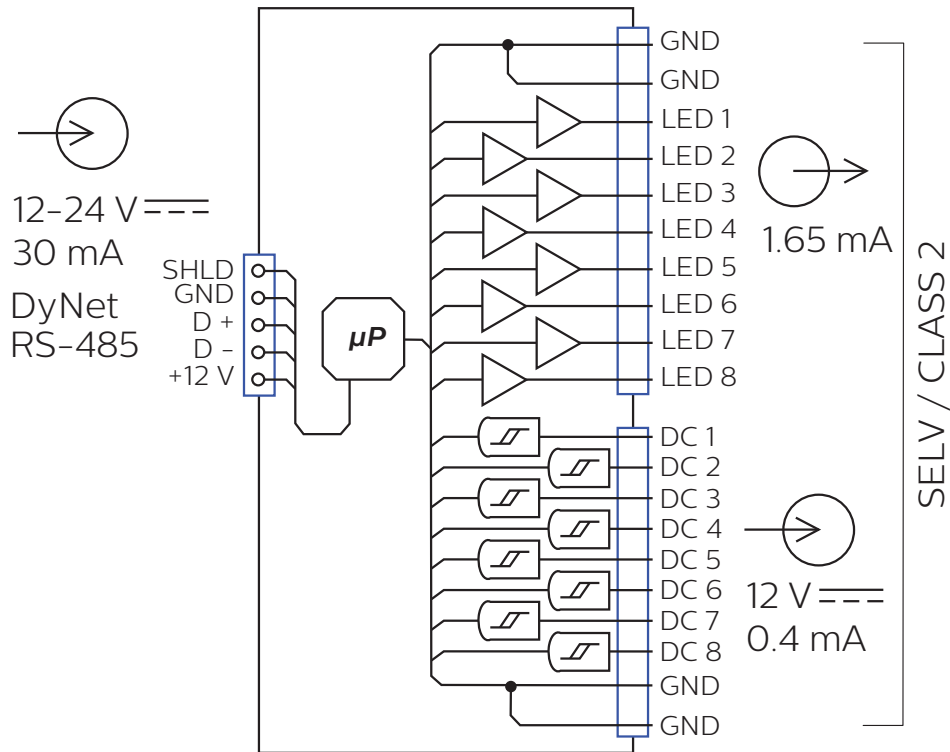 12-24 V
30 mA
DyNet
RS-485
SHLD
GND
D +
D -
+12 V
µP
GND
GND
LED 1
LED 2
LED 3
LED 4
LED 5
LED 6
LED 7
LED 8
1.65 mA
DC 1
DC 2
DC 3
DC 4
DC 5
DC 6
DC 7
DC 8
GND
GND
12 V
0.4 mA
SELV / CLASS 2